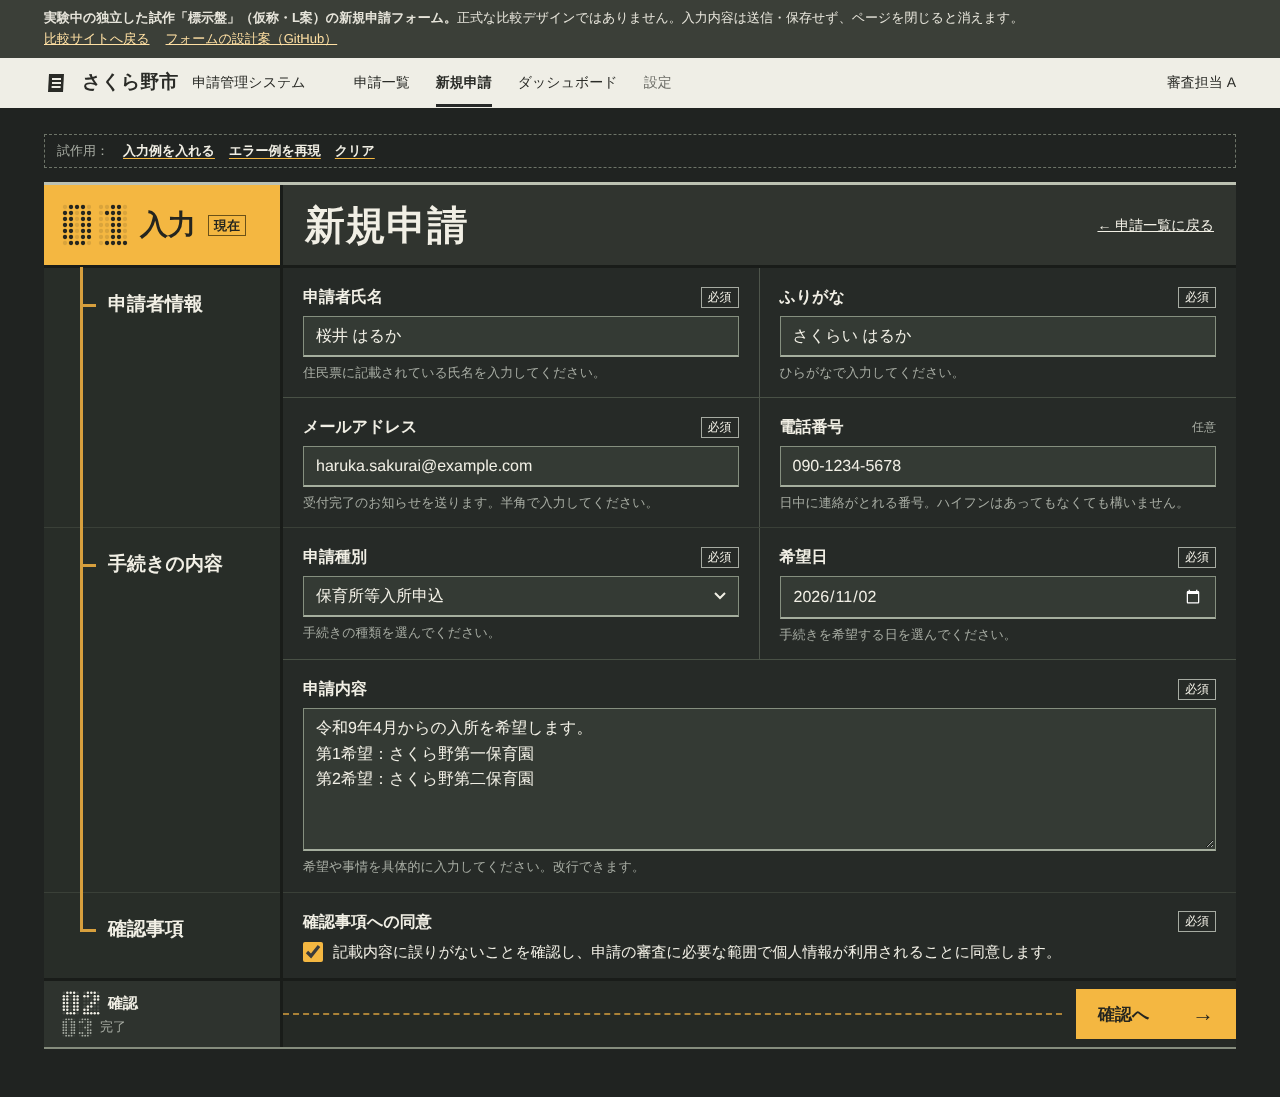 実験中の独立した試作「標示盤」（仮称・L案）の新規申請フォーム。正式な比較デザインではありません。入力内容は送信・保存せず、ページを閉じると消えます。
比較サイトへ戻る フォームの設計案（GitHub）
さくら野市 申請管理システム 申請一覧 新規申請 ダッシュボード 設定 審査担当 A
試作用： 入力例を入れる エラー例を再現 クリア
01 入力 現在 新規申請 ← 申請一覧に戻る
申請者情報
申請者氏名 必須
桜井 はるか
住民票に記載されている氏名を入力してください。
ふりがな 必須
さくらい はるか
ひらがなで入力してください。
メールアドレス 必須
haruka.sakurai@example.com
受付完了のお知らせを送ります。半角で入力してください。
電話番号 任意
090-1234-5678
日中に連絡がとれる番号。ハイフンはあってもなくても構いません。
手続きの内容
申請種別 必須
保育所等入所申込
手続きの種類を選んでください。
希望日 必須
2026/11/02
手続きを希望する日を選んでください。
申請内容 必須
令和9年4月からの入所を希望します。
第1希望：さくら野第一保育園
第2希望：さくら野第二保育園
希望や事情を具体的に入力してください。改行できます。
確認事項
確認事項への同意 必須
記載内容に誤りがないことを確認し、申請の審査に必要な範囲で個人情報が利用されることに同意します。
02 確認
03 完了
確認へ →